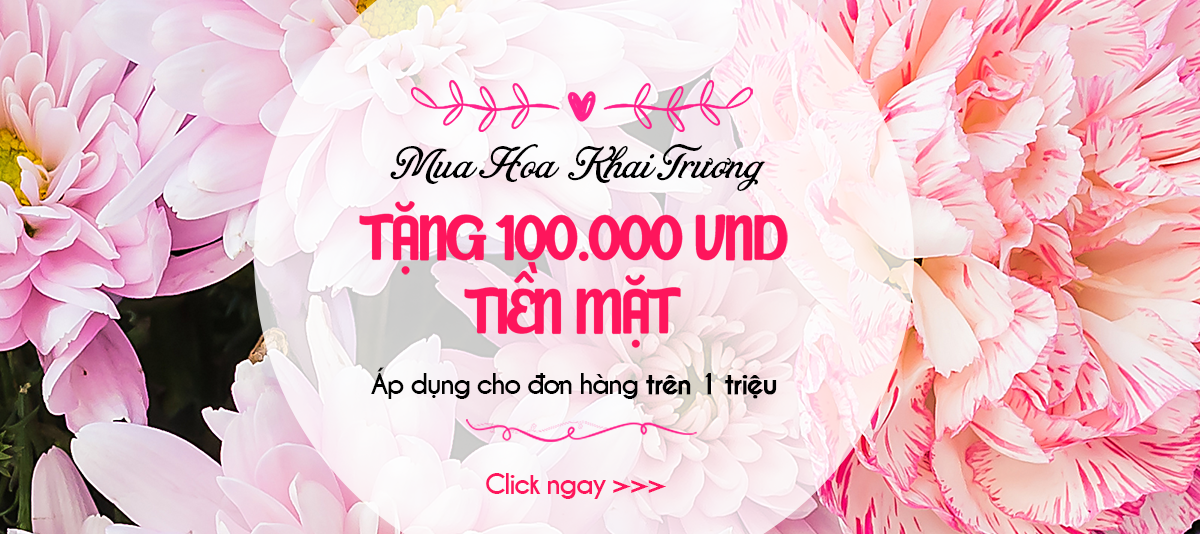 Mua Hoa Khai Trương
TẶNG 100.000 VND
TIỀN MẶT
Áp dụng cho đơn hàng trên 1 triệu
Click ngay >>>